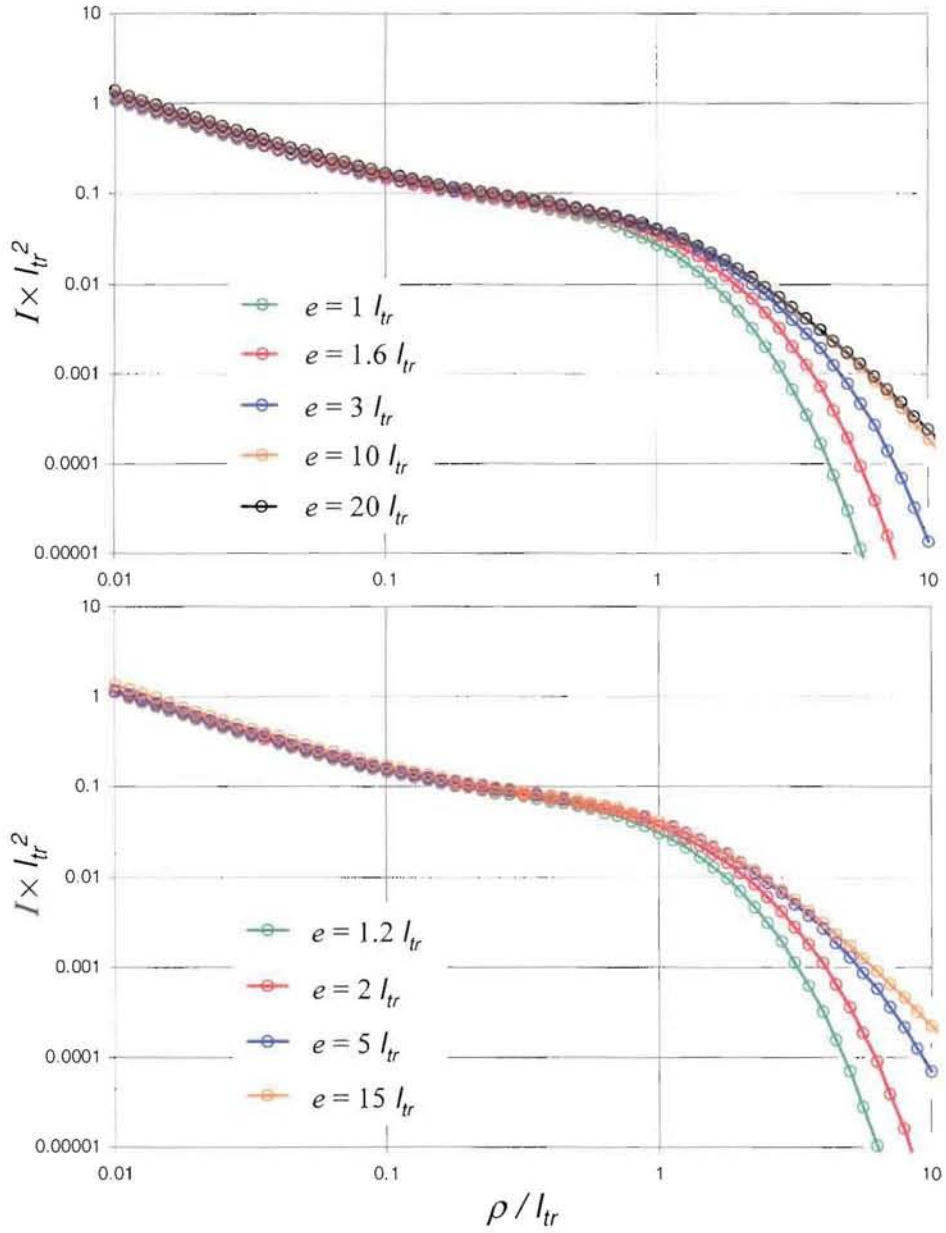 10
1
0.1
0.01
0.001
0.0001
0.00001
I × l_tr^2
e = 1 l_tr
e = 1.6 l_tr
e = 3 l_tr
e = 10 l_tr
e = 20 l_tr
0.01 0.1 1 10
10
1
0.1
0.01
0.001
0.0001
0.00001
I × l_tr^2
e = 1.2 l_tr
e = 2 l_tr
e = 5 l_tr
e = 15 l_tr
0.01 0.1 1 10
ρ / l_tr